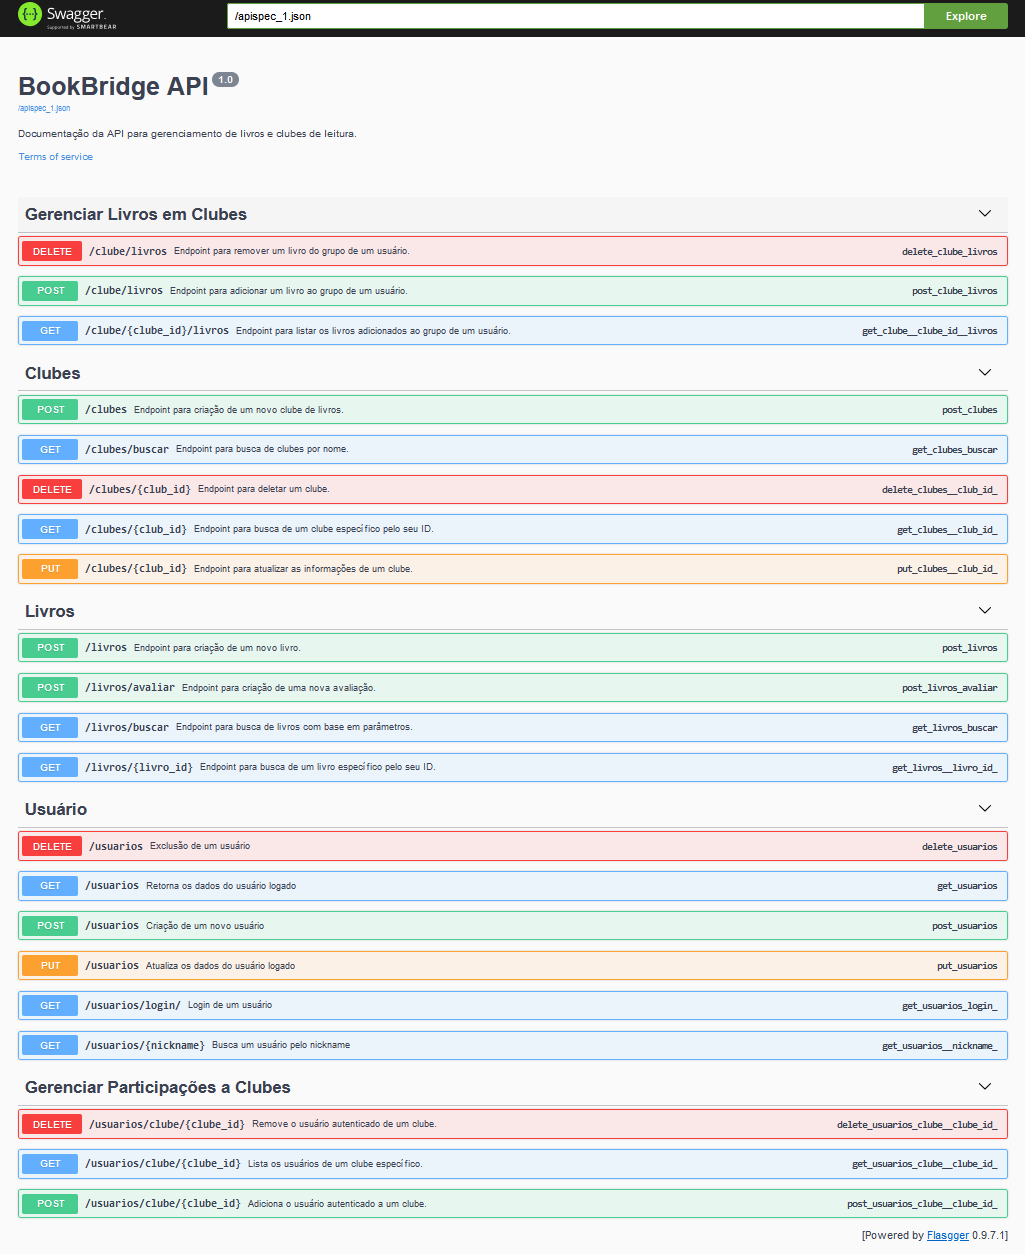 Swagger.
Supported by SMARTBEAR
/apispec_1.json
Explore
BookBridge API 1.0
/apispec_1.json
Documentação da API para gerenciamento de livros e clubes de leitura.
Terms of service
Gerenciar Livros em Clubes
DELETE /clube/livros Endpoint para remover um livro do grupo de um usuário. delete_clube_livros
POST /clube/livros Endpoint para adicionar um livro ao grupo de um usuário. post_clube_livros
GET /clube/{clube_id}/livros Endpoint para listar os livros adicionados ao grupo de um usuário. get_clube__clube_id__livros
Clubes
POST /clubes Endpoint para criação de um novo clube de livros. post_clubes
GET /clubes/buscar Endpoint para busca de clubes por nome. get_clubes_buscar
DELETE /clubes/{club_id} Endpoint para deletar um clube. delete_clubes__club_id_
GET /clubes/{club_id} Endpoint para busca de um clube específico pelo seu ID. get_clubes__club_id_
PUT /clubes/{club_id} Endpoint para atualizar as informações de um clube. put_clubes__club_id_
Livros
POST /livros Endpoint para criação de um novo livro. post_livros
POST /livros/avaliar Endpoint para criação de uma nova avaliação. post_livros_avaliar
GET /livros/buscar Endpoint para busca de livros com base em parâmetros. get_livros_buscar
GET /livros/{livro_id} Endpoint para busca de um livro específico pelo seu ID. get_livros__livro_id_
Usuário
DELETE /usuarios Exclusão de um usuário delete_usuarios
GET /usuarios Retorna os dados do usuário logado get_usuarios
POST /usuarios Criação de um novo usuário post_usuarios
PUT /usuarios Atualiza os dados do usuário logado put_usuarios
GET /usuarios/login/ Login de um usuário get_usuarios_login_
GET /usuarios/{nickname} Busca um usuário pelo nickname get_usuarios__nickname_
Gerenciar Participações a Clubes
DELETE /usuarios/clube/{clube_id} Remove o usuário autenticado de um clube. delete_usuarios_clube__clube_id_
GET /usuarios/clube/{clube_id} Lista os usuários de um clube específico. get_usuarios_clube__clube_id_
POST /usuarios/clube/{clube_id} Adiciona o usuário autenticado a um clube. post_usuarios_clube__clube_id_
[Powered by Flasgger 0.9.7.1]